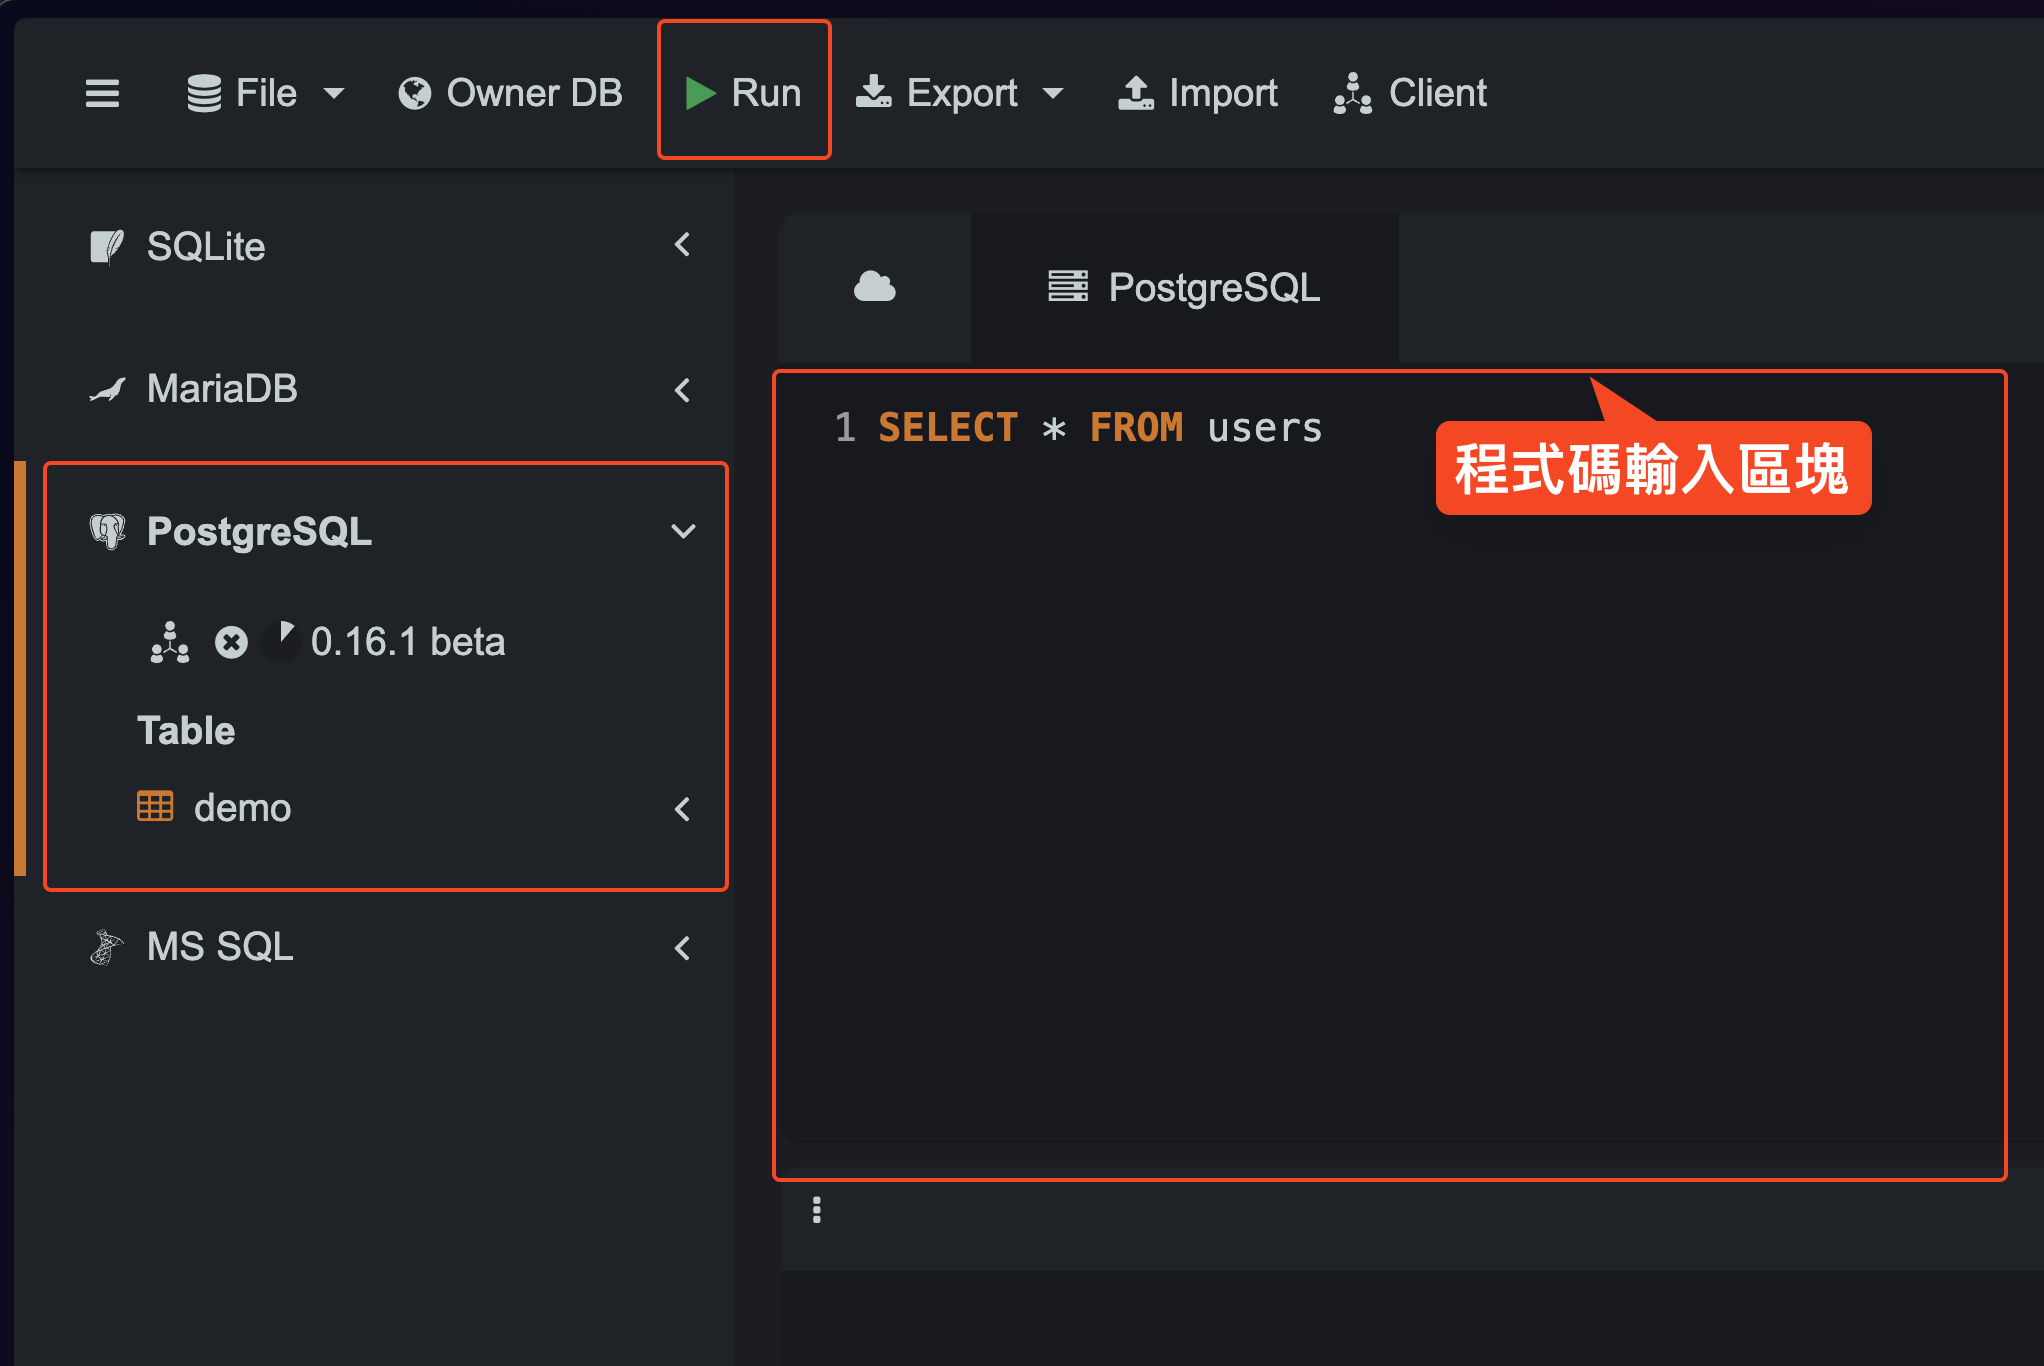 File
Owner DB
Run
Export
Import
Client
SQLite
MariaDB
PostgreSQL
0.16.1 beta
Table
demo
MS SQL
PostgreSQL
1 SELECT * FROM users
程式碼輸入區塊